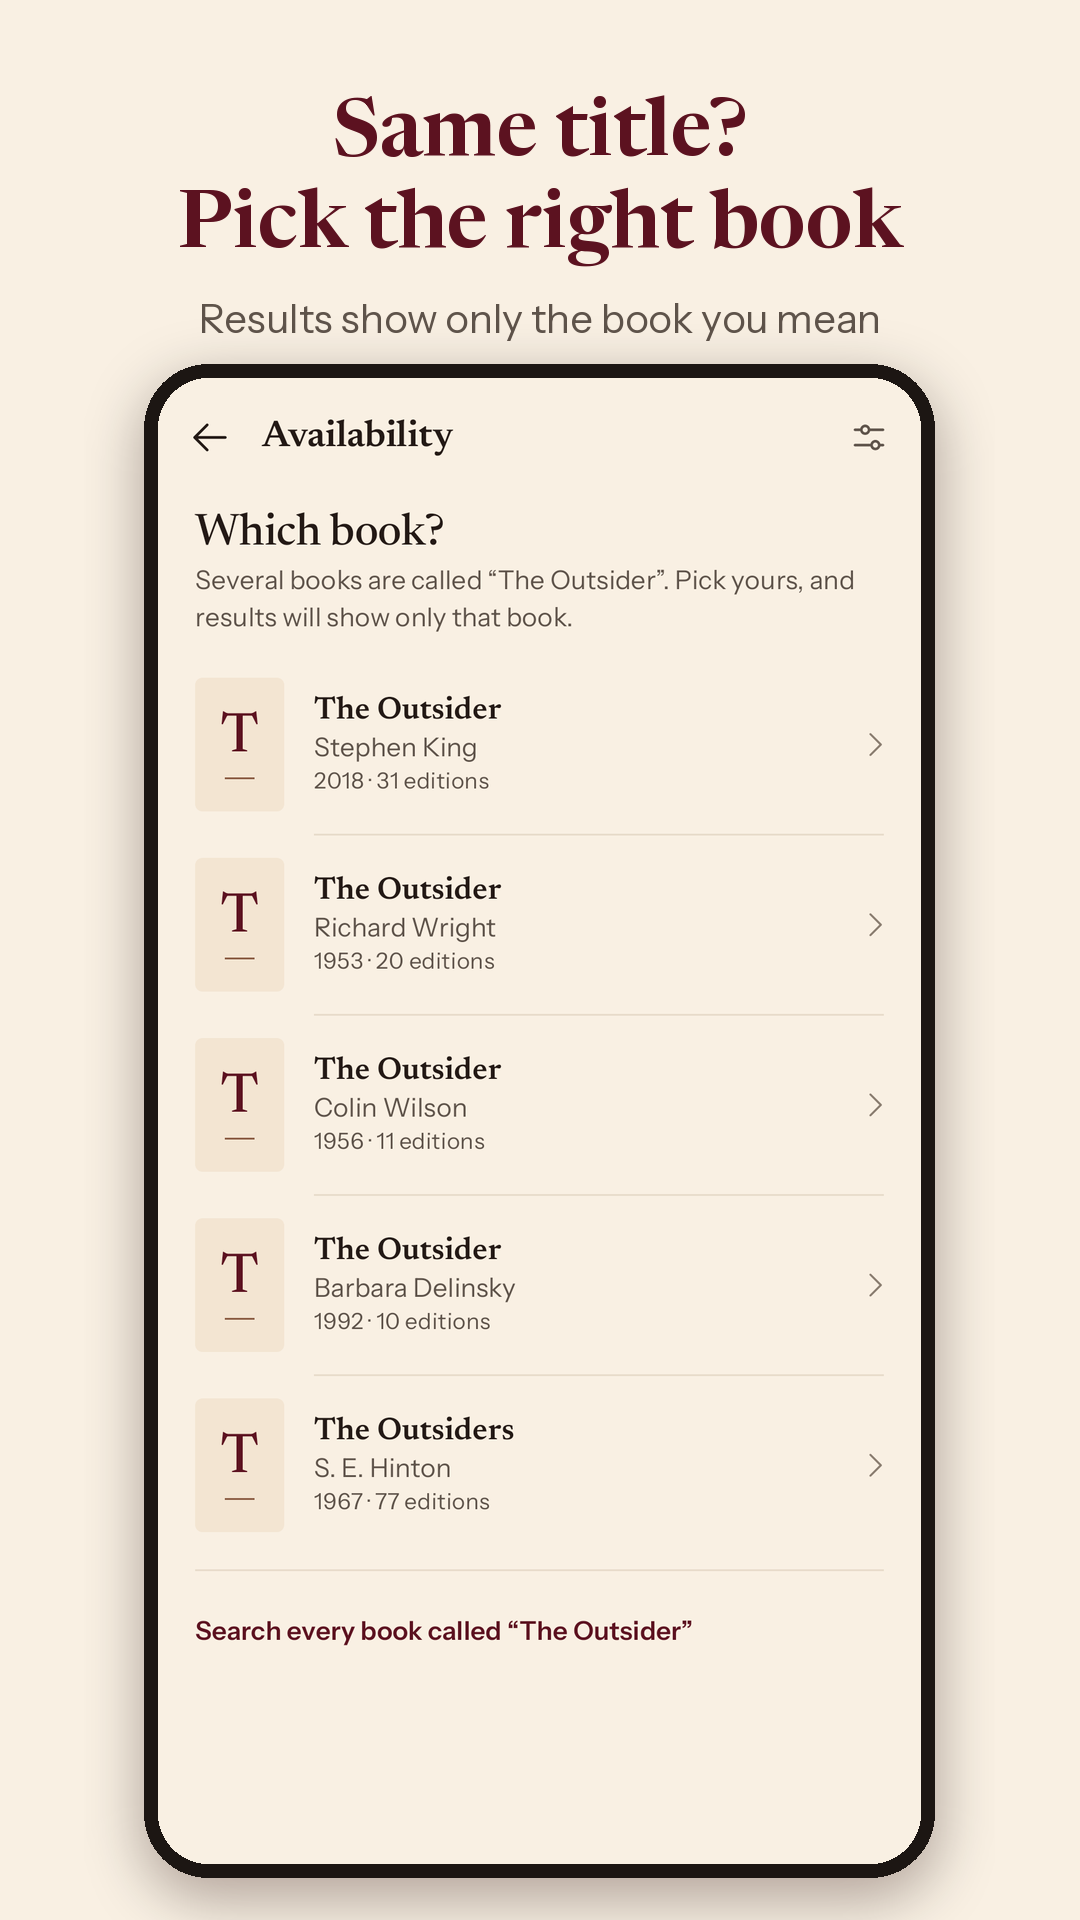 Same title?
Pick the right book
Results show only the book you mean
Availability
Which book?
Several books are called “The Outsider”. Pick yours, and
results will show only that book.
T
The Outsider
Stephen King
2018 · 31 editions
T
The Outsider
Richard Wright
1953 · 20 editions
T
The Outsider
Colin Wilson
1956 · 11 editions
T
The Outsider
Barbara Delinsky
1992 · 10 editions
T
The Outsiders
S. E. Hinton
1967 · 77 editions
Search every book called “The Outsider”